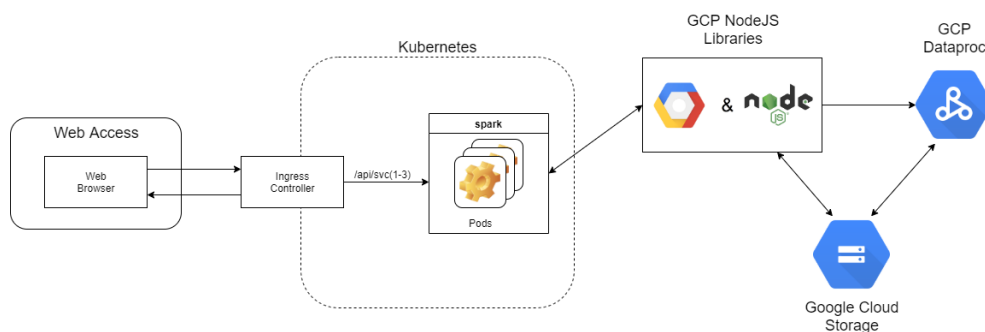 GCP NodeJS
Libraries
GCP
Dataproc
Kubernetes
& node
JS
spark
Web Access
Web
Browser
Ingress
Controller
/api/svc(1-3)
Pods
Google Cloud
Storage